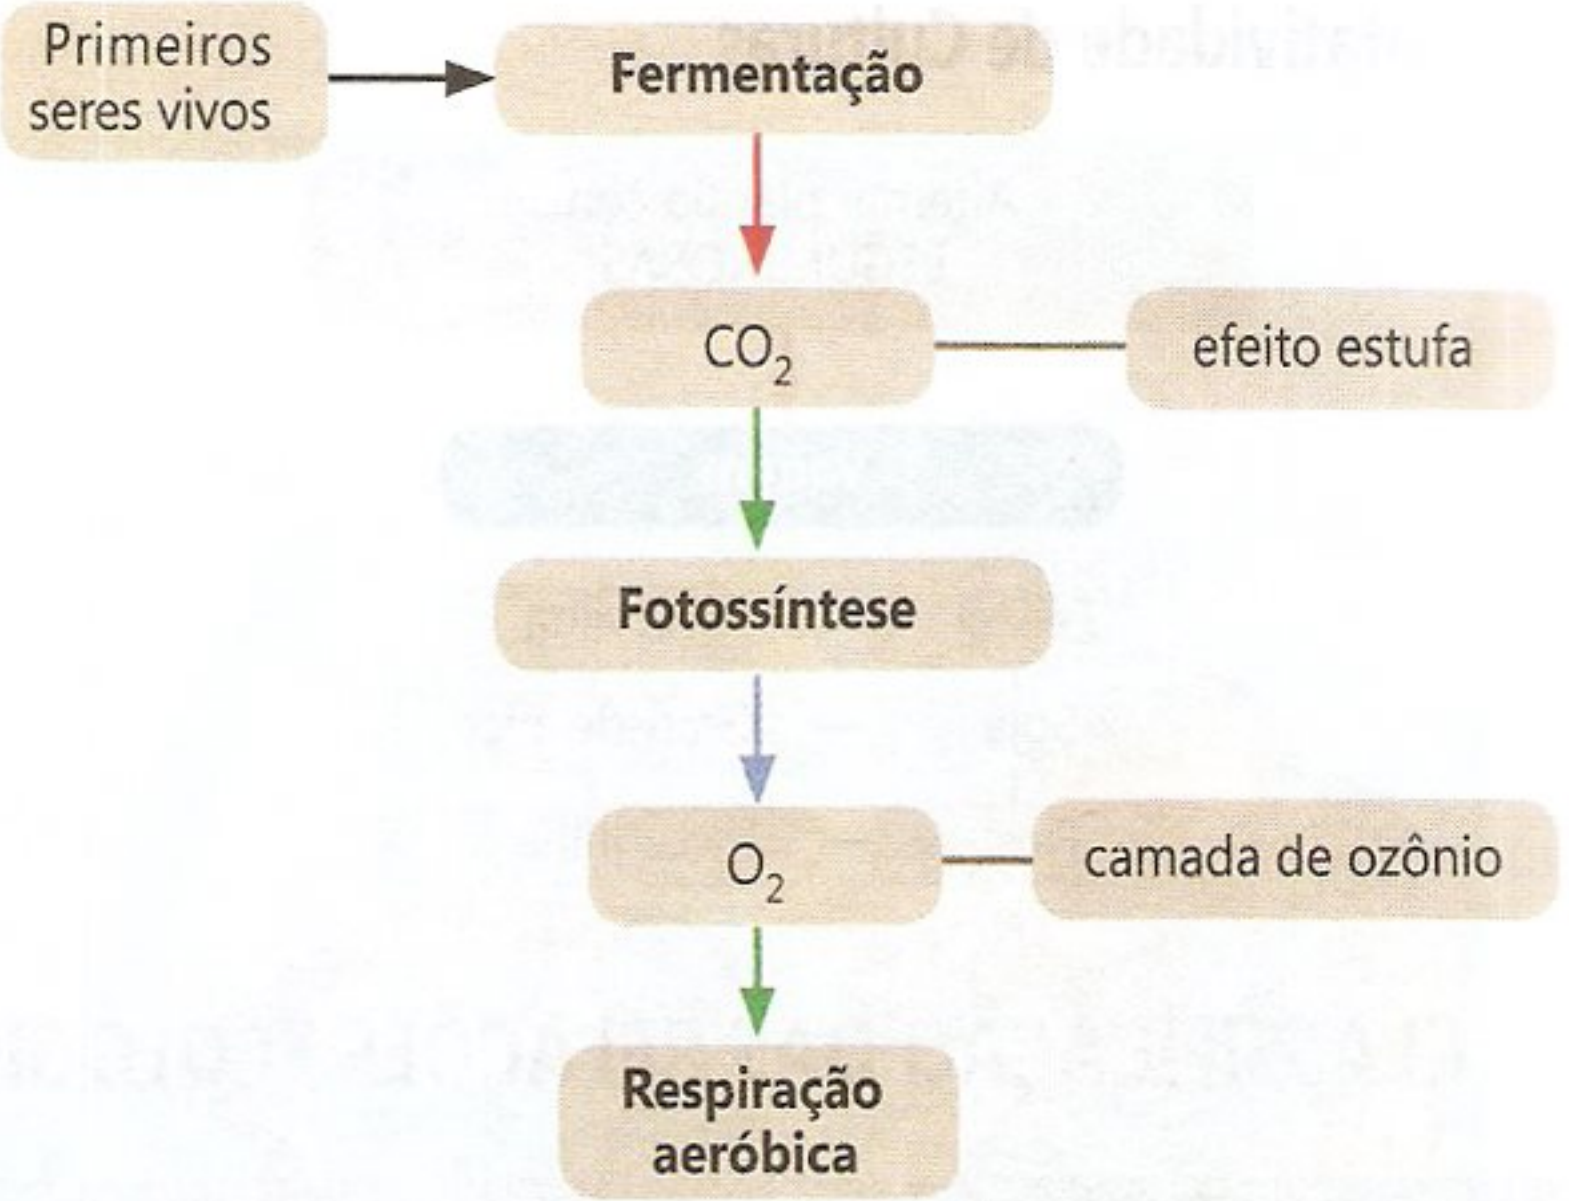 Primeiros
seres vivos
Fermentação
CO₂
efeito estufa
Fotossíntese
O₂
camada de ozônio
Respiração
aeróbica